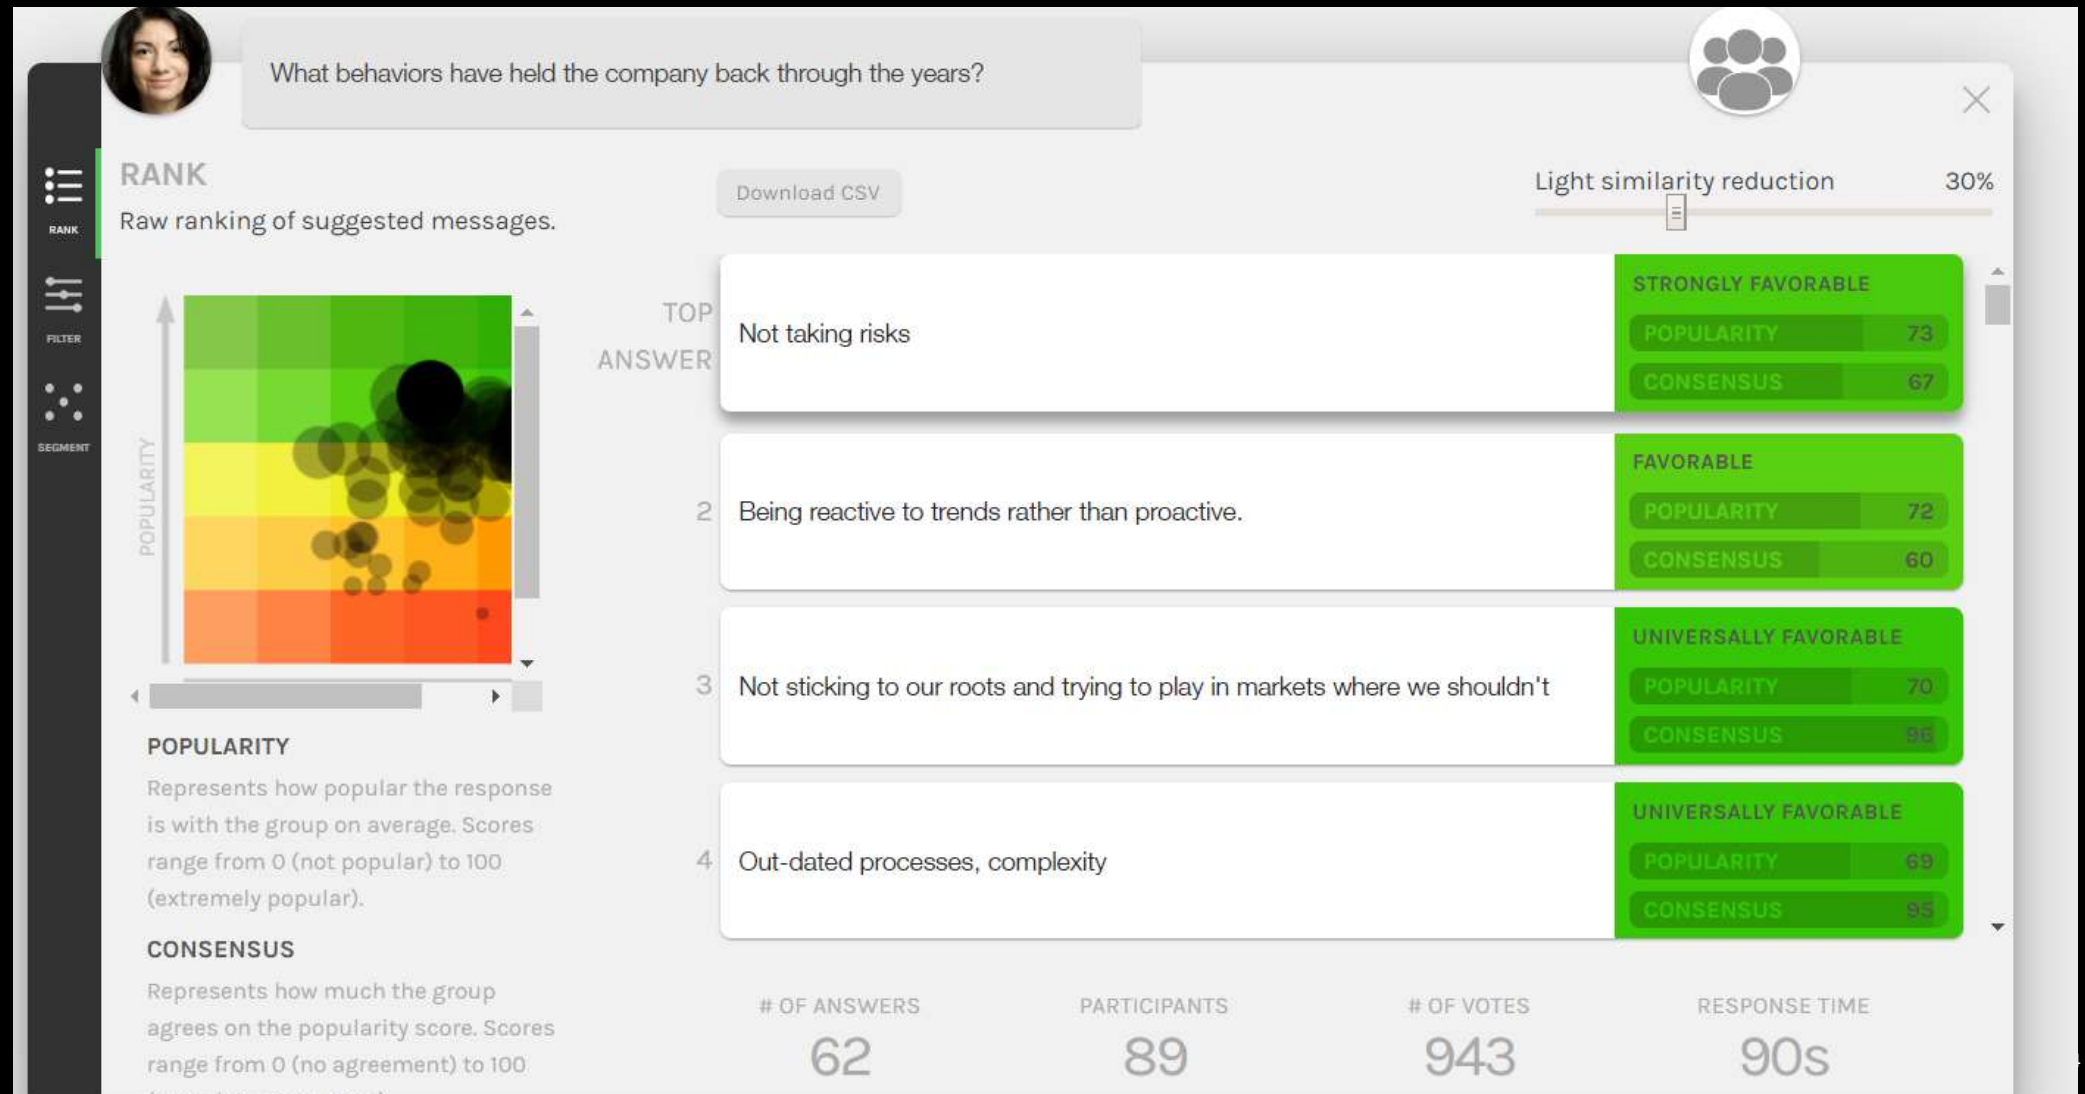 What behaviors have held the company back through the years?
RANK
FILTER
SEGMENT
RANK
Raw ranking of suggested messages.
Download CSV
Light similarity reduction 30%
POPULARITY
POPULARITY
Represents how popular the response
is with the group on average. Scores
range from 0 (not popular) to 100
(extremely popular).
CONSENSUS
Represents how much the group
agrees on the popularity score. Scores
range from 0 (no agreement) to 100
TOP
ANSWER
Not taking risks
STRONGLY FAVORABLE
POPULARITY 73
CONSENSUS 67
2
Being reactive to trends rather than proactive.
FAVORABLE
POPULARITY 72
CONSENSUS 60
3
Not sticking to our roots and trying to play in markets where we shouldn't
UNIVERSALLY FAVORABLE
POPULARITY 70
CONSENSUS 96
4
Out-dated processes, complexity
UNIVERSALLY FAVORABLE
POPULARITY 69
CONSENSUS 95
# OF ANSWERS
62
PARTICIPANTS
89
# OF VOTES
943
RESPONSE TIME
90s